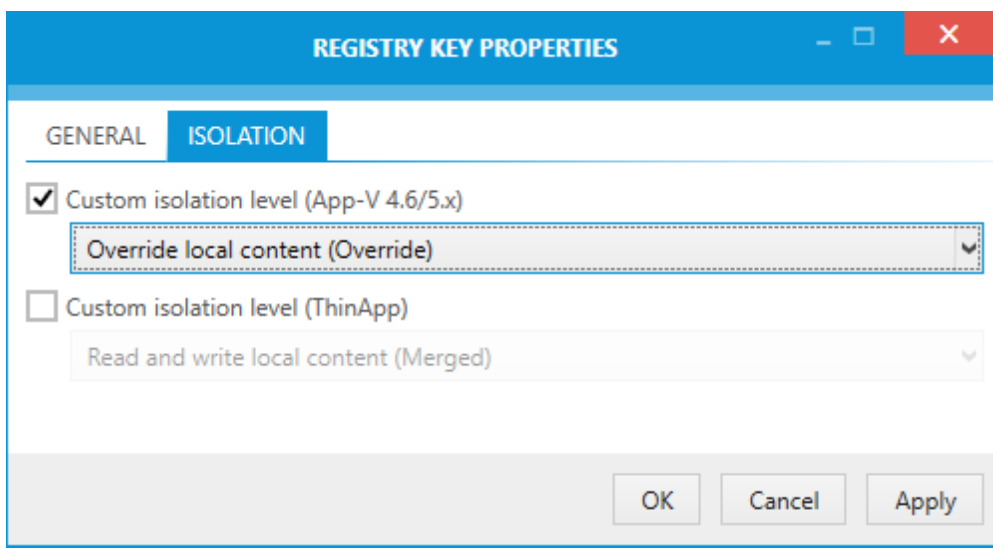 REGISTRY KEY PROPERTIES
GENERAL ISOLATION
Custom isolation level (App-V 4.6/5.x)
Override local content (Override)
Custom isolation level (ThinApp)
Read and write local content (Merged)
OK Cancel Apply